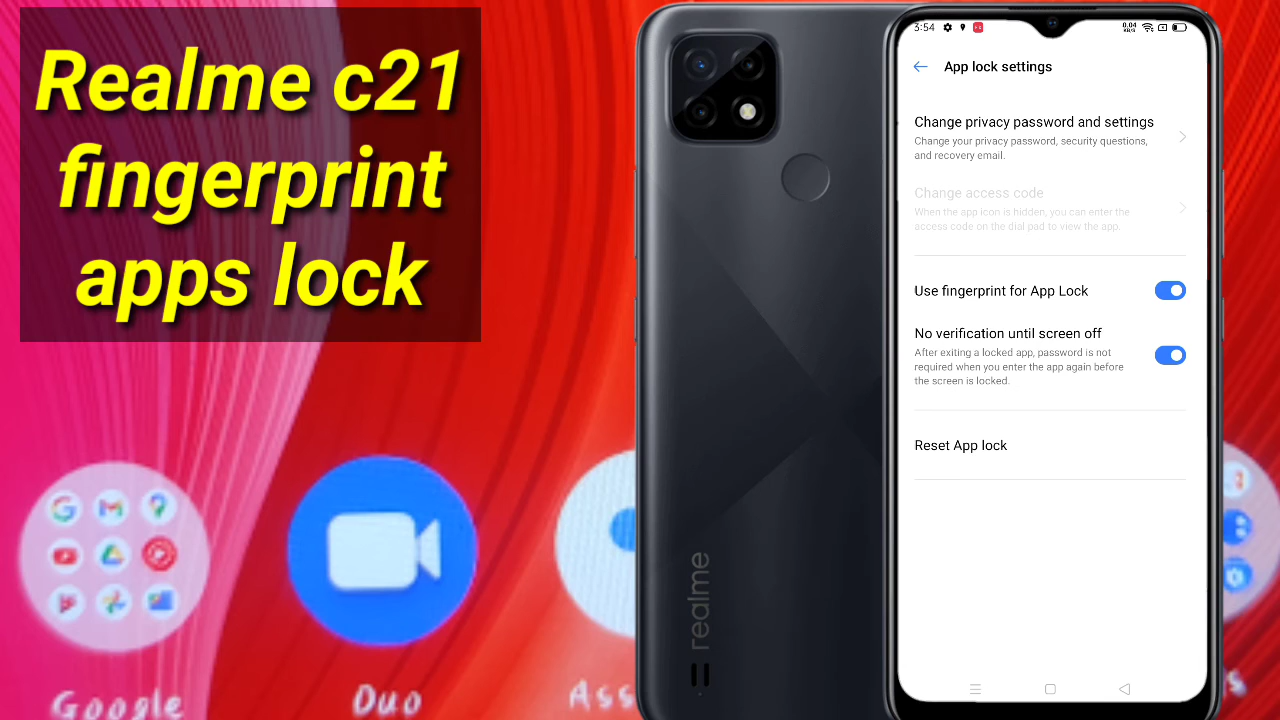 Realme c21
fingerprint
apps lock
3:54
0.04
KB/S
App lock settings
Change privacy password and settings
Change your privacy password, security questions,
and recovery email.
Change access code
When the app icon is hidden, you can enter the
access code on the dial pad to view the app.
Use fingerprint for App Lock
No verification until screen off
After exiting a locked app, password is not
required when you enter the app again before
the screen is locked.
Reset App lock
realme
Google
Duo
Ass
s